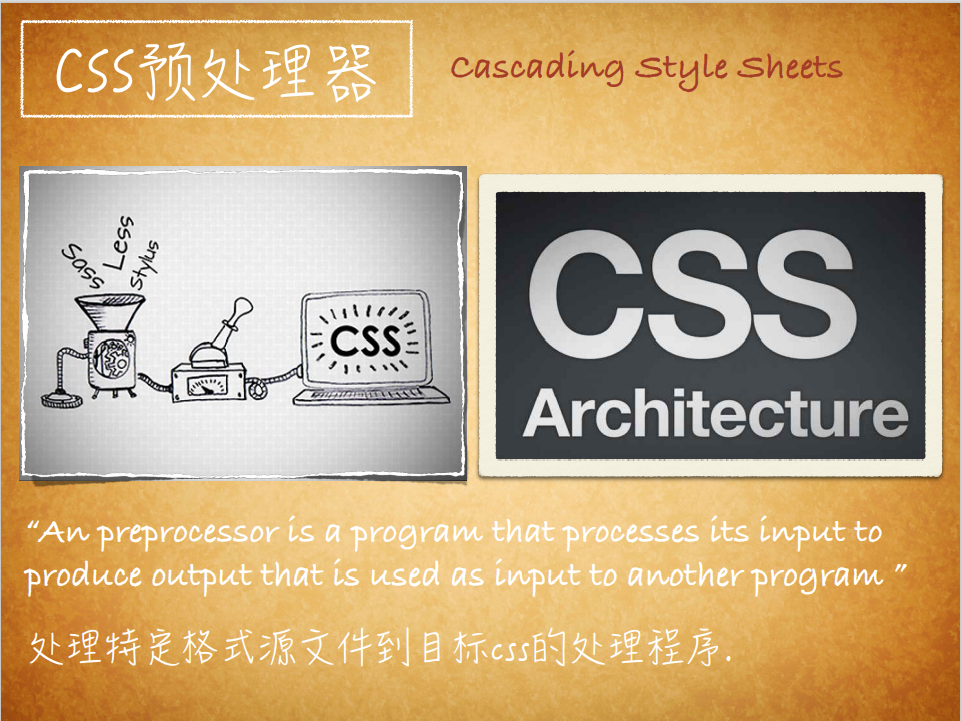 CSS预处理器
Cascading Style Sheets
Sass
Less
Stylus
CSS
CSS
Architecture
“An preprocessor is a program that processes its input to
produce output that is used as input to another program ”
处理特定格式源文件到目标css的处理程序.